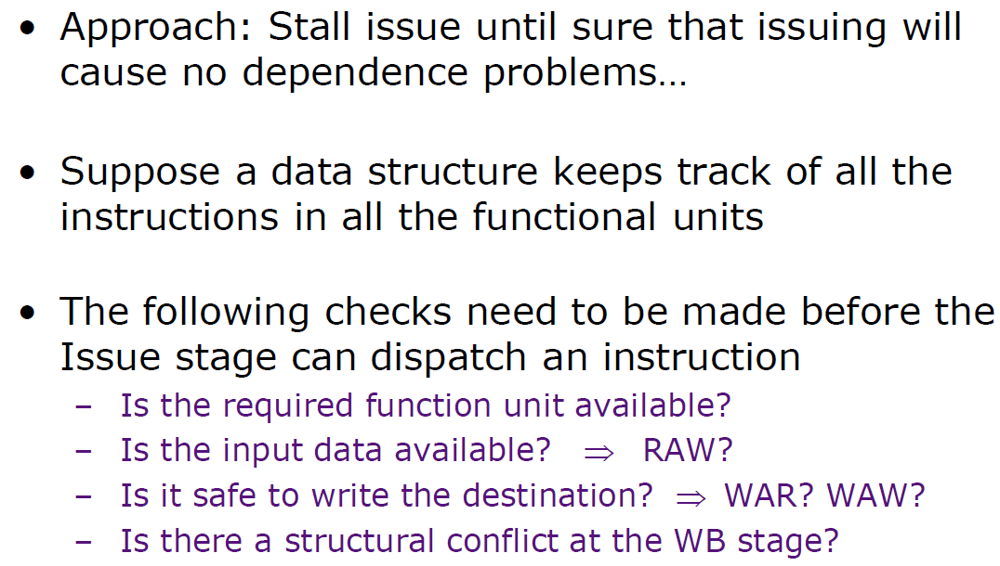 • Approach: Stall issue until sure that issuing will
cause no dependence problems…
• Suppose a data structure keeps track of all the
instructions in all the functional units
• The following checks need to be made before the
Issue stage can dispatch an instruction
– Is the required function unit available?
– Is the input data available? ⇒ RAW?
– Is it safe to write the destination? ⇒ WAR? WAW?
– Is there a structural conflict at the WB stage?